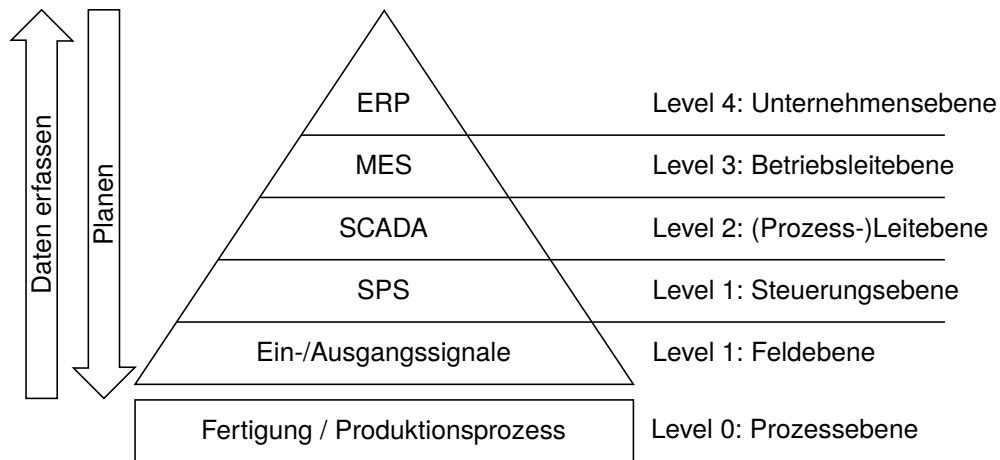 Daten erfassen
Planen
ERP
Level 4: Unternehmensebene
MES
Level 3: Betriebsleitebene
SCADA
Level 2: (Prozess-)Leitebene
SPS
Level 1: Steuerungsebene
Ein-/Ausgangssignale
Level 1: Feldebene
Fertigung / Produktionsprozess
Level 0: Prozessebene